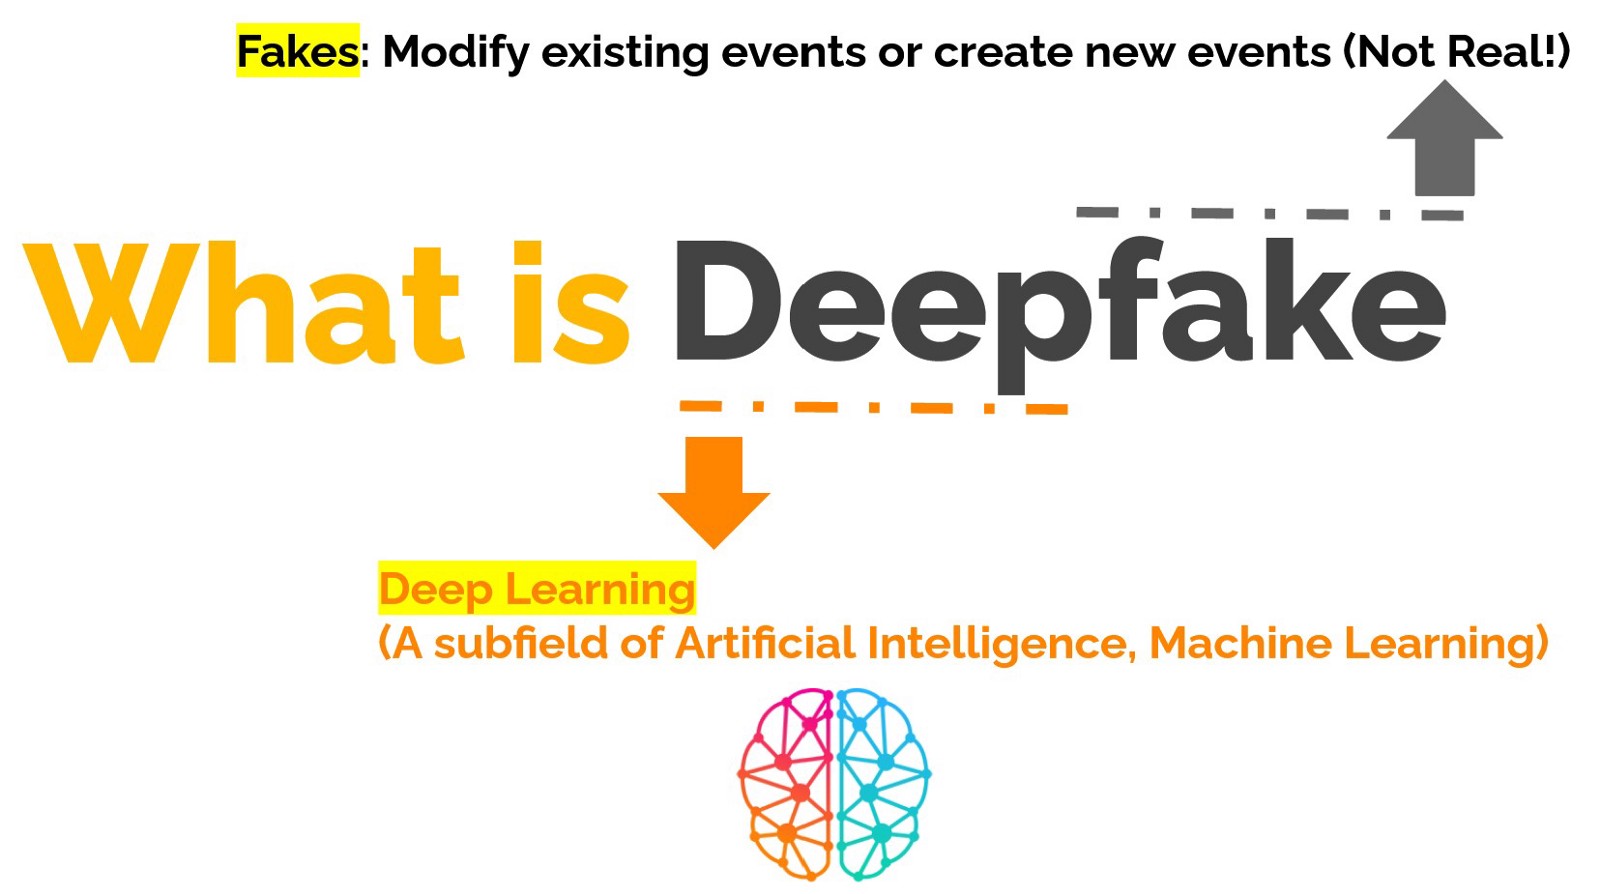 Fakes: Modify existing events or create new events (Not Real!)
What is Deepfake
Deep Learning
(A subfield of Artificial Intelligence, Machine Learning)